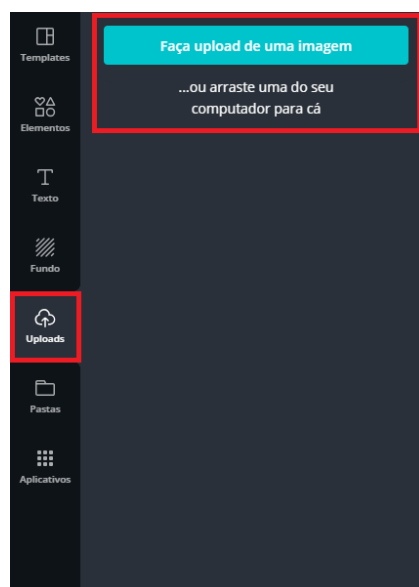 Templates
Elementos
Texto
Fundo
Uploads
Pastas
Aplicativos
Faça upload de uma imagem
...ou arraste uma do seu
computador para cá